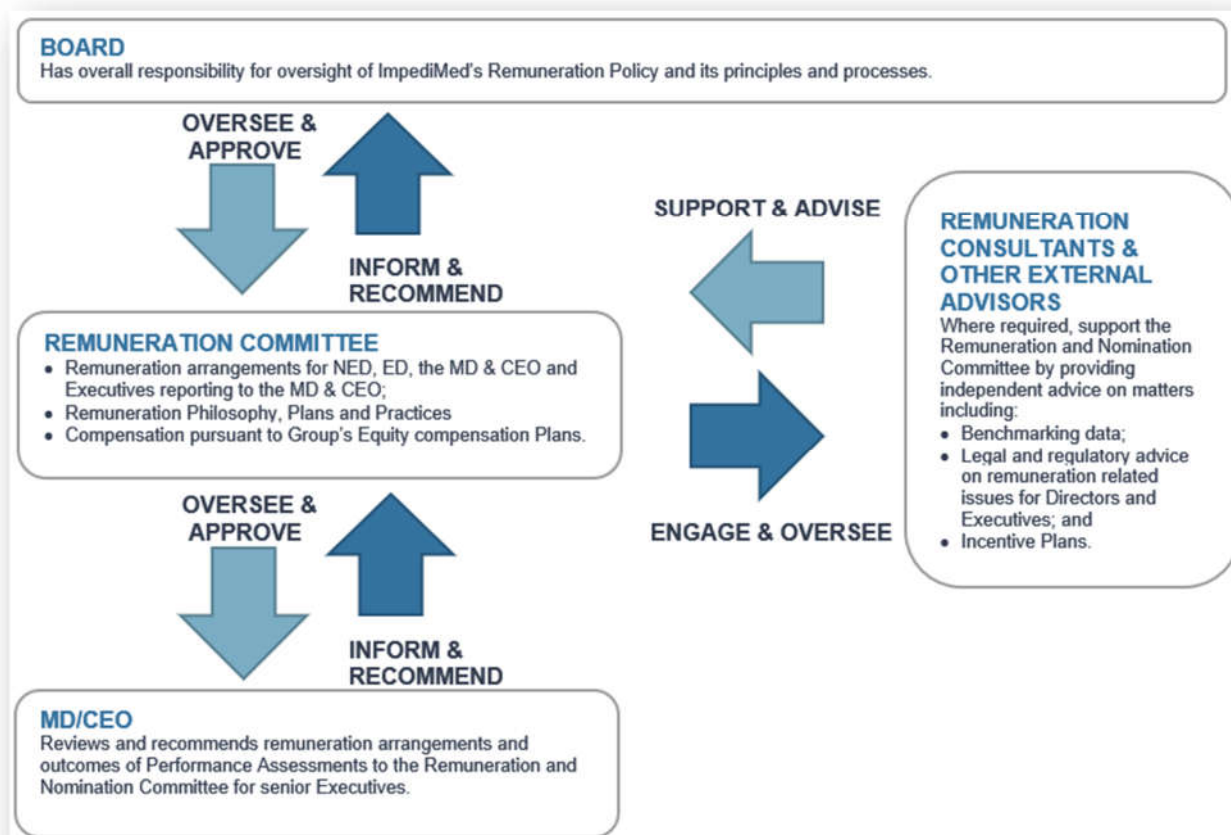 BOARD
Has overall responsibility for oversight of ImpediMed's Remuneration Policy and its principles and processes.
OVERSEE &
APPROVE
INFORM &
RECOMMEND
REMUNERATION COMMITTEE
• Remuneration arrangements for NED, ED, the MD & CEO and
Executives reporting to the MD & CEO;
• Remuneration Philosophy, Plans and Practices
• Compensation pursuant to Group's Equity compensation Plans.
SUPPORT & ADVISE
ENGAGE & OVERSEE
REMUNERATION
CONSULTANTS &
OTHER EXTERNAL
ADVISORS
Where required, support the
Remuneration and Nomination
Committee by providing
independent advice on matters
including:
• Benchmarking data;
• Legal and regulatory advice
on remuneration related
issues for Directors and
Executives; and
• Incentive Plans.
OVERSEE &
APPROVE
INFORM &
RECOMMEND
MD/CEO
Reviews and recommends remuneration arrangements and
outcomes of Performance Assessments to the Remuneration and
Nomination Committee for senior Executives.